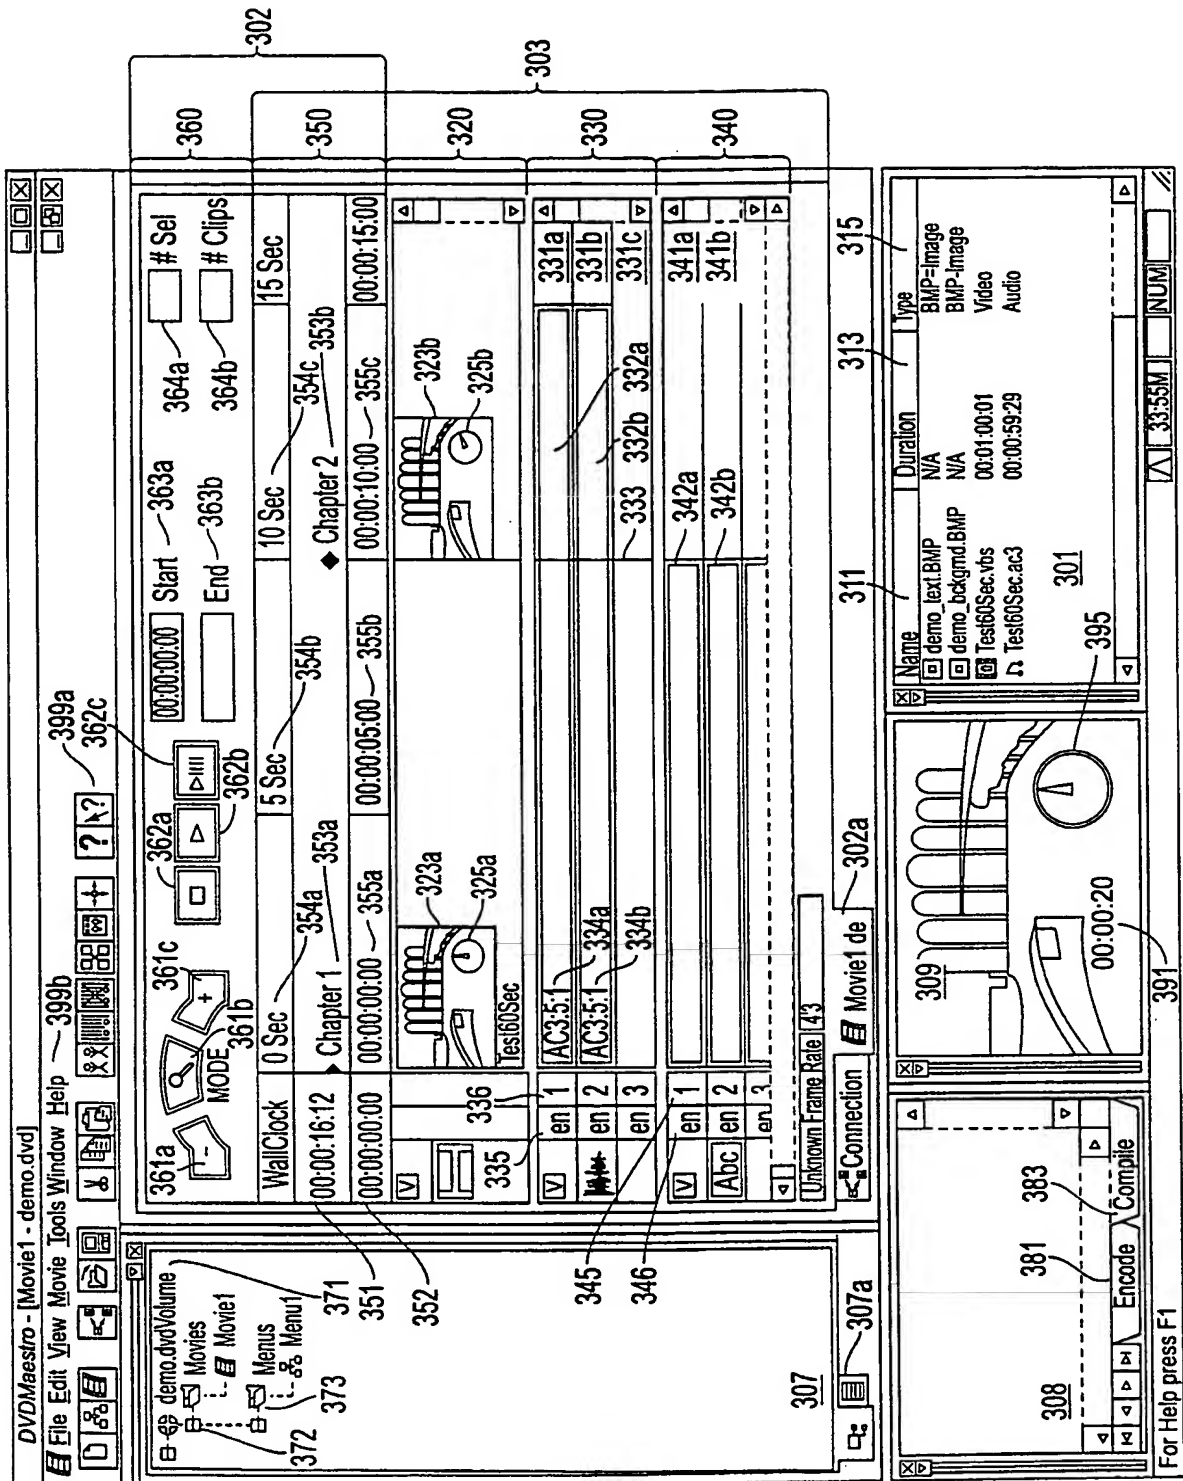 DVDMaestro - [Movie1 - demo.dvd]
File Edit View Movie Tools Window Help
399b
399a
362c
362b
362a
361a
361b
361c
MODE
00:00:00:00 Start
363a
End
363b
# Sel
364a
# Clips
364b
360
302
WallClock
0 Sec
354a
5 Sec
354b
10 Sec
354c
15 Sec
00:00:16:12
Chapter 1
353a
Chapter 2
353b
350
00:00:00:00
00:00:00:00
355a
00:00:05:00
355b
00:00:10:00
355c
00:00:15:00
303
V
323a
325a
Test60Sec
323b
325b
320
336
335
V
en 1
AC3:5:1
334a
331a
332a
en 2
AC3:5:1
334b
331b
332b
en 3
331c
333
330
345
346
V
en 1
342a
341a
Abc
en 2
342b
341b
en 3
340
Unknown Frame Rate 43
Connection
Movie1 de
302a
demo.dvdVolume
Movies
Movie1
Menus
Menu1
371
351
352
372
373
307
307a
308
381
383
Encode
Compile
309
00:00:20
391
395
311
313
315
Name Duration Type
demo_text.BMP N/A BMP=Image
demo_bckgrnd.BMP N/A BMP-Image
Test60Sec.vbs 00:01:00:01 Video
Test60Sec.ac3 00:00:59:29 Audio
301
For Help press F1
33:55M
NUM